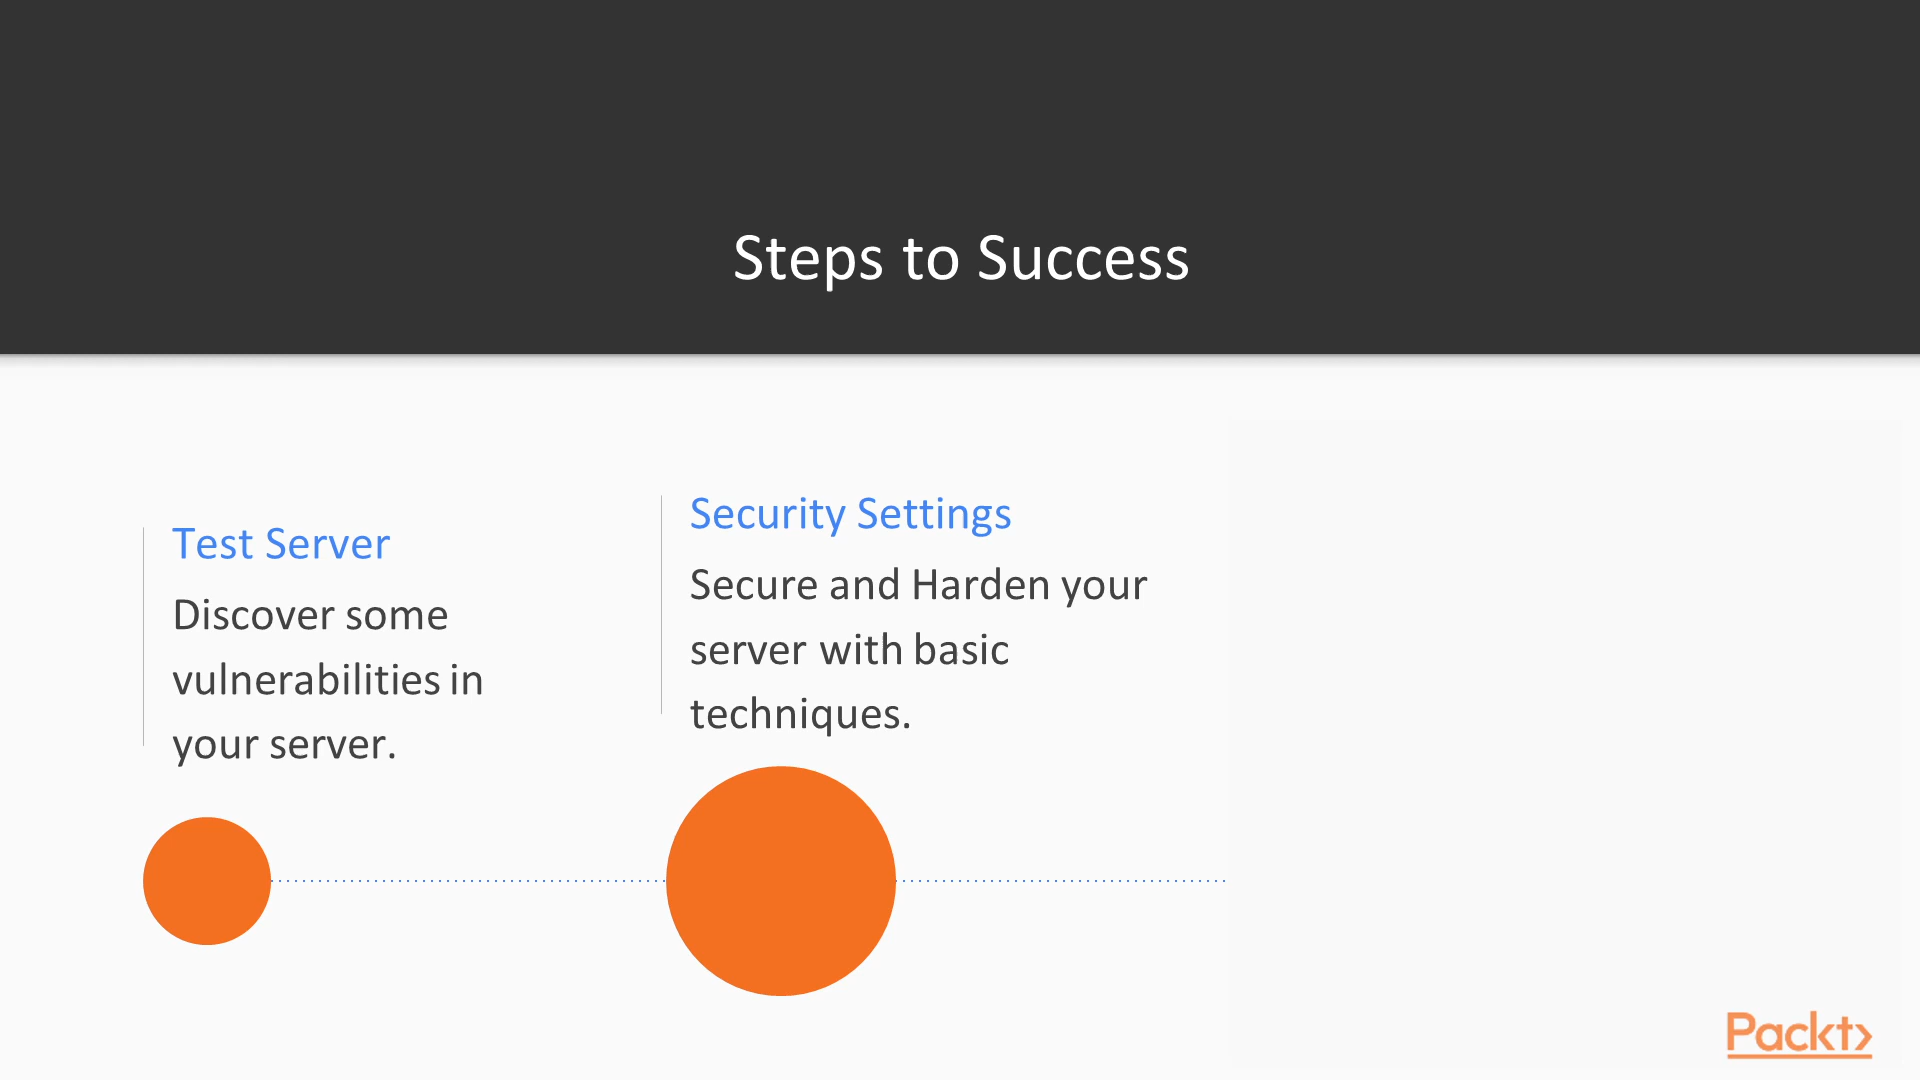 Steps to Success
Test Server
Discover some
vulnerabilities in
your server.
Security Settings
Secure and Harden your
server with basic
techniques.
Packt>